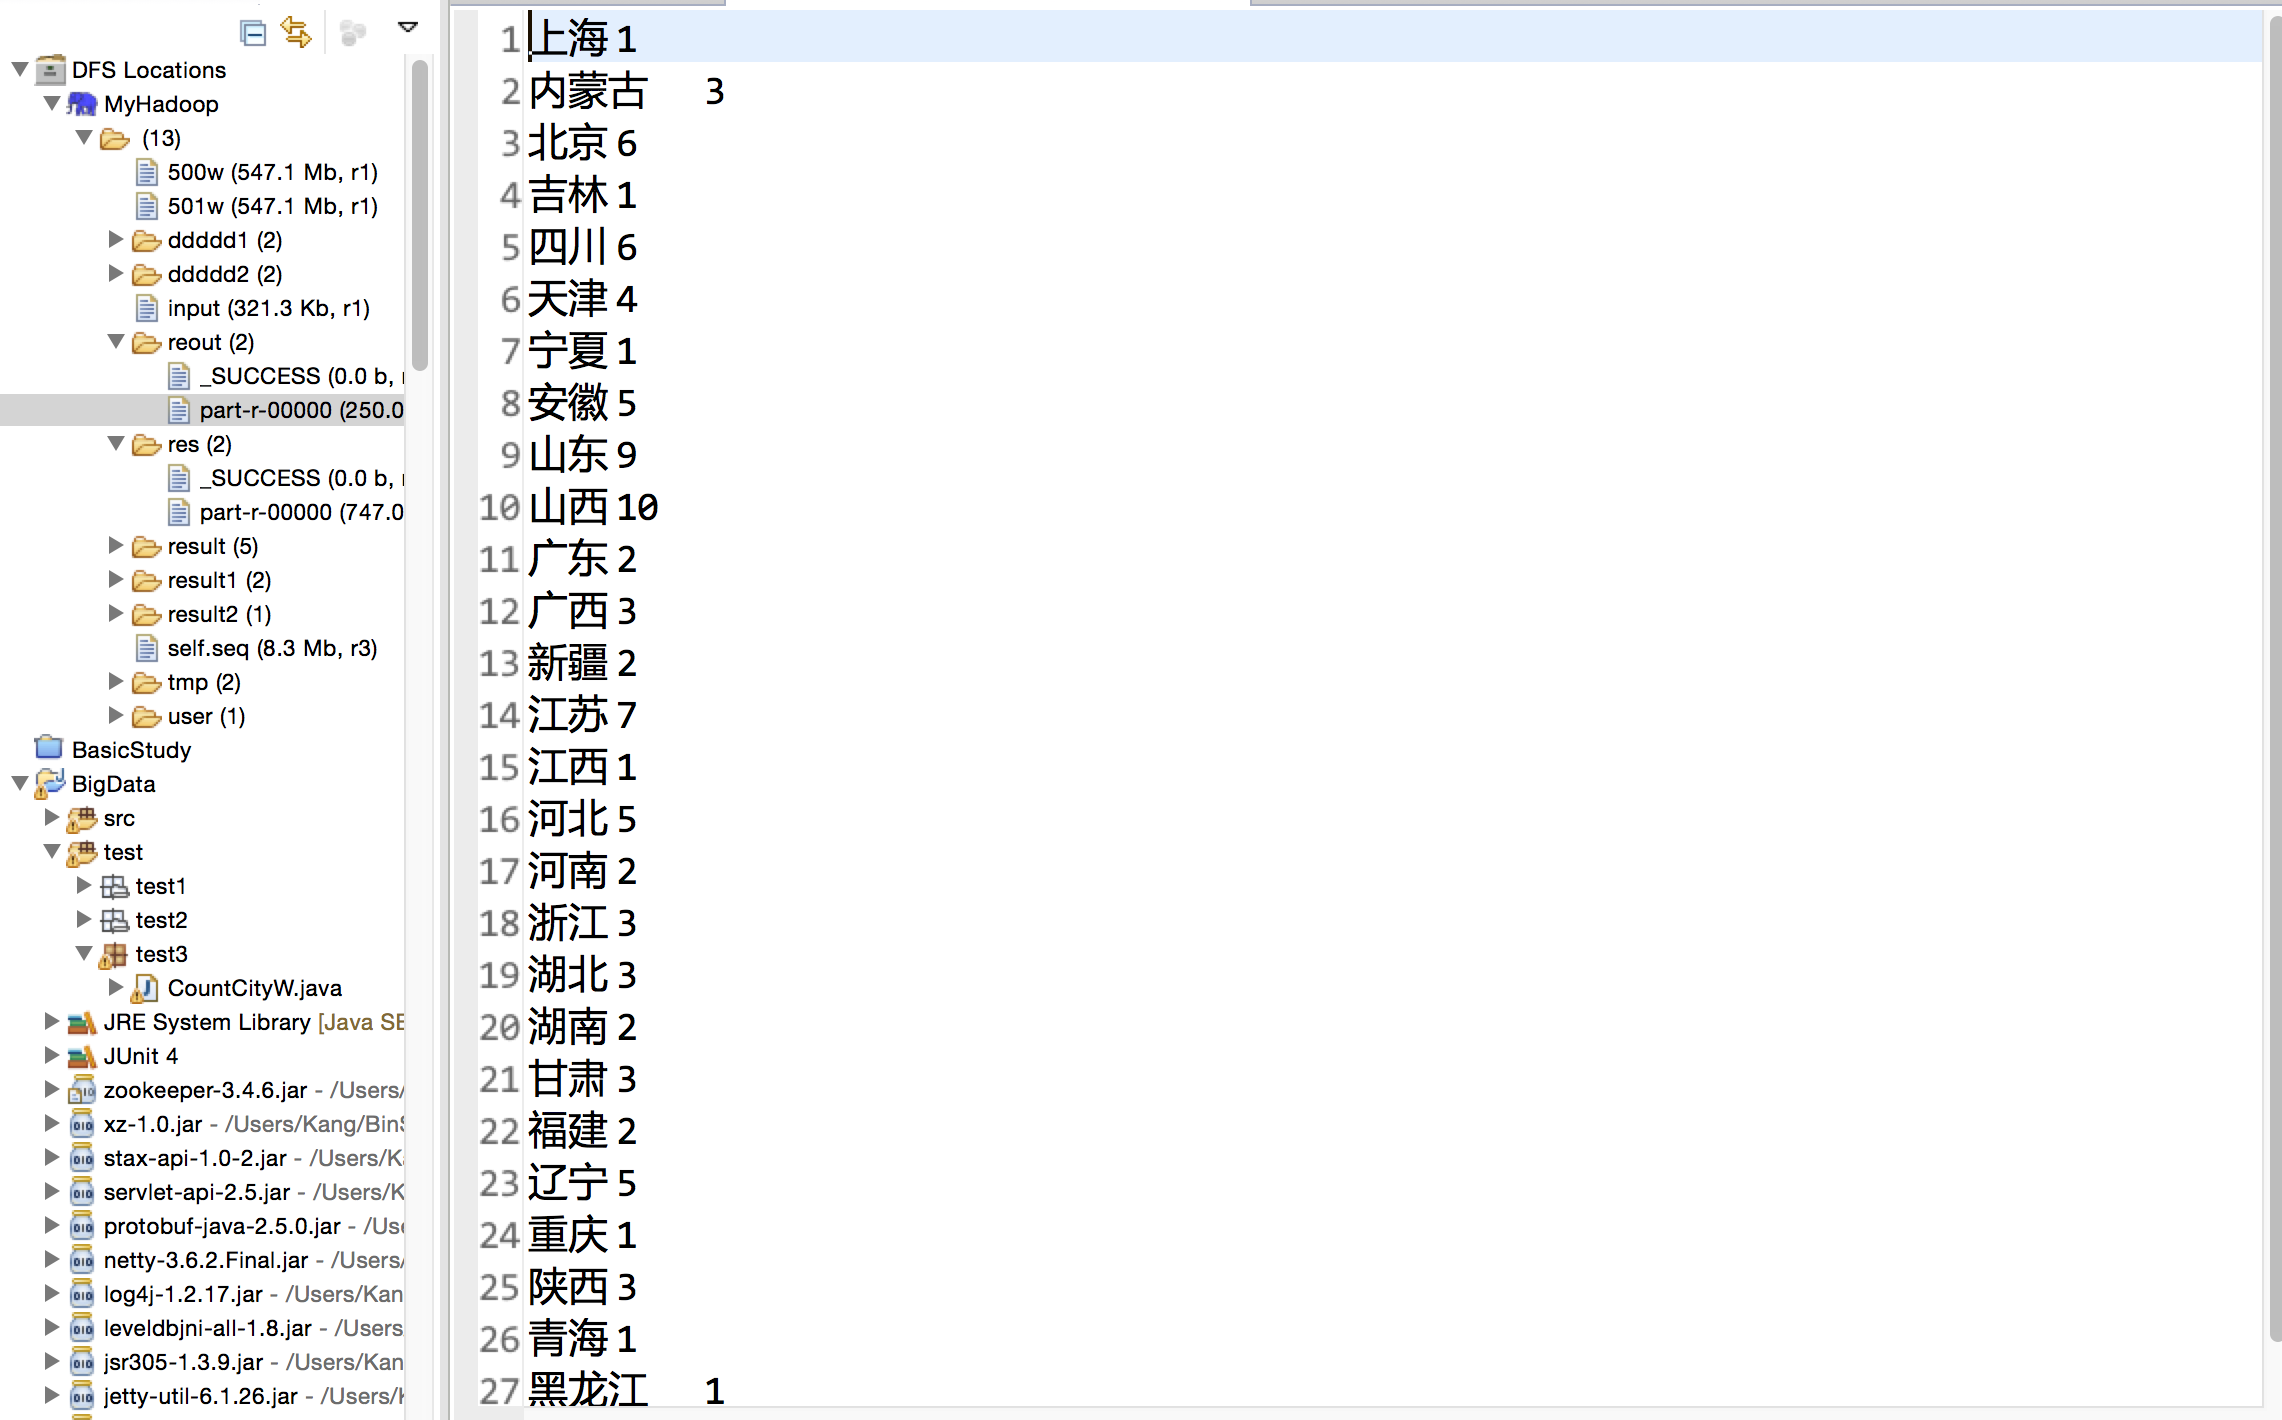 DFS Locations
MyHadoop
(13)
500w (547.1 Mb, r1)
501w (547.1 Mb, r1)
ddddd1 (2)
ddddd2 (2)
input (321.3 Kb, r1)
reout (2)
_SUCCESS (0.0 b,
part-r-00000 (250.0
res (2)
_SUCCESS (0.0 b,
part-r-00000 (747.0
result (5)
result1 (2)
result2 (1)
self.seq (8.3 Mb, r3)
tmp (2)
user (1)
BasicStudy
BigData
src
test
test1
test2
test3
CountCityW.java
JRE System Library [Java SE
JUnit 4
zookeeper-3.4.6.jar - /Users/
xz-1.0.jar - /Users/Kang/Bin
stax-api-1.0-2.jar - /Users/K
servlet-api-2.5.jar - /Users/K
protobuf-java-2.5.0.jar - /Use
netty-3.6.2.Final.jar - /Users/
log4j-1.2.17.jar - /Users/Kan
leveldbjni-all-1.8.jar - /Users
jsr305-1.3.9.jar - /Users/Kan
jetty-util-6.1.26.jar - /Users/
1 上海 1
2 内蒙古 3
3 北京 6
4 吉林 1
5 四川 6
6 天津 4
7 宁夏 1
8 安徽 5
9 山东 9
10 山西 10
11 广东 2
12 广西 3
13 新疆 2
14 江苏 7
15 江西 1
16 河北 5
17 河南 2
18 浙江 3
19 湖北 3
20 湖南 2
21 甘肃 3
22 福建 2
23 辽宁 5
24 重庆 1
25 陕西 3
26 青海 1
27 黑龙江 1